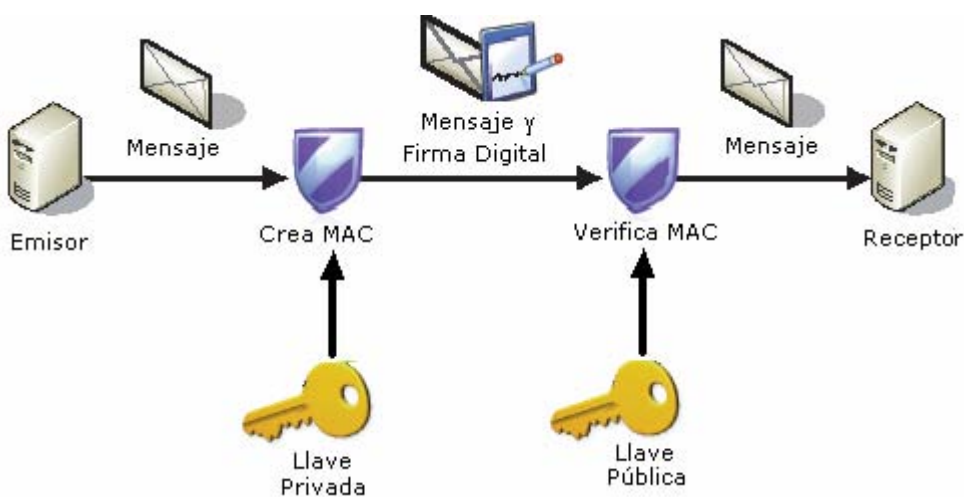 Mensaje
Mensaje y
Firma Digital
Mensaje
Emisor
Crea MAC
Verifica MAC
Receptor
Llave
Privada
Llave
Pública